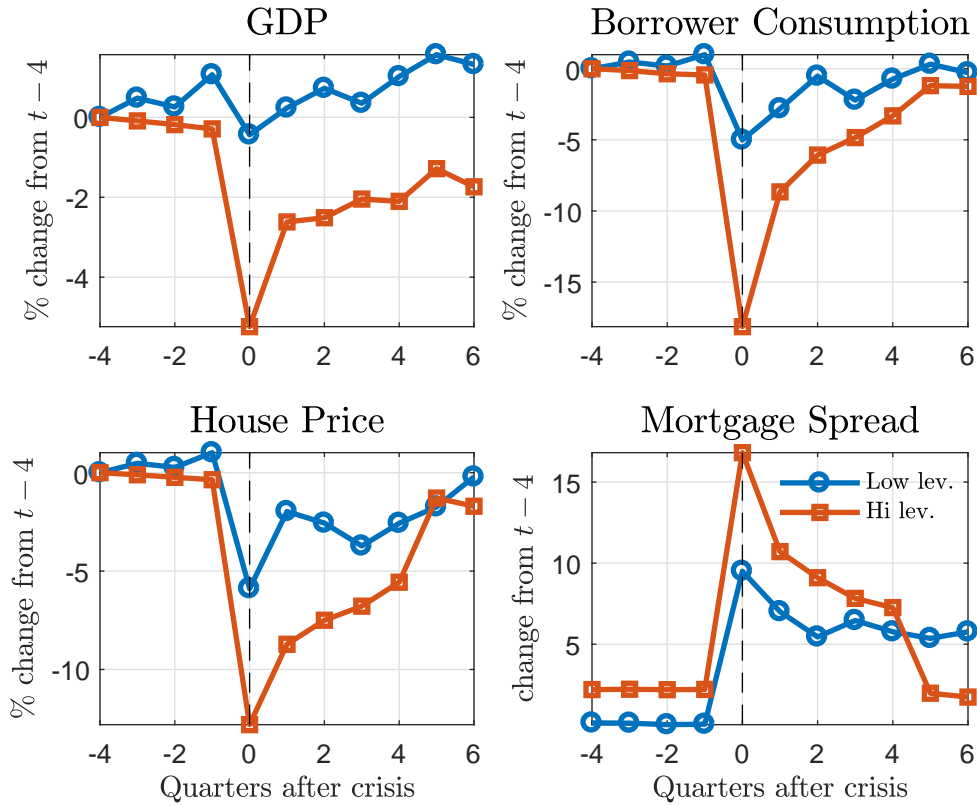 GDP
% change from t − 4
0
-2
-4
-4 -2 0 2 4 6
Borrower Consumption
% change from t − 4
0
-5
-10
-15
-4 -2 0 2 4 6
House Price
% change from t − 4
0
-5
-10
-4 -2 0 2 4 6
Quarters after crisis
Mortgage Spread
change from t − 4
15
10
5
Low lev.
Hi lev.
-4 -2 0 2 4 6
Quarters after crisis